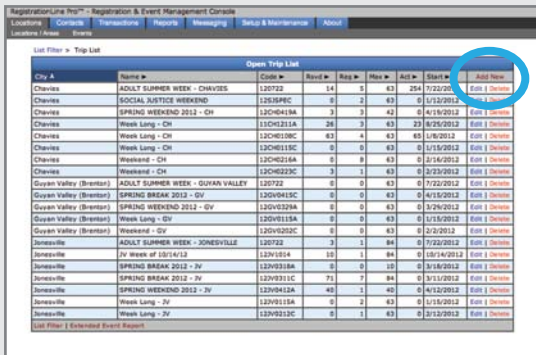 RegistrationLine Pro™ - Registration & Event Management Console
Locations Contacts Transactions Reports Messaging Setup & Maintenance About
Locations / Areas Events
List Filter > Trip List
Open Trip List
City Name Code Rsvd Reg Max Act Start Add New
Chavies ADULT SUMMER WEEK - CHAVIES 120722 14 5 63 254 7/22/2012 Edit | Delete
Chavies SOCIAL JUSTICE WEEKEND 12SJSPEC 0 2 63 0 1/12/2012 Edit | Delete
Chavies SPRING WEEKEND 2012 - CH 12CH0419A 3 3 42 0 4/19/2012 Edit | Delete
Chavies Week Long - CH 11CH1211A 26 3 63 23 8/25/2012 Edit | Delete
Chavies Week Long - CH 12CH0108C 63 4 63 65 1/8/2012 Edit | Delete
Chavies Week Long - CH 12CH0115C 0 0 63 0 1/15/2012 Edit | Delete
Chavies Weekend - CH 12CH0216A 0 8 63 0 2/16/2012 Edit | Delete
Chavies Weekend - CH 12CH0223C 3 1 63 0 2/23/2012 Edit | Delete
Guyan Valley (Brenton) ADULT SUMMER WEEK - GUYAN VALLEY 120722 0 0 63 0 7/22/2012 Edit | Delete
Guyan Valley (Brenton) SPRING BREAK 2012 - GV 12GV0415C 0 0 63 0 4/15/2012 Edit | Delete
Guyan Valley (Brenton) SPRING WEEKEND 2012 - GV 12GV0329A 0 0 63 0 3/29/2012 Edit | Delete
Guyan Valley (Brenton) Week Long - GV 12GV0115A 0 0 63 0 1/15/2012 Edit | Delete
Guyan Valley (Brenton) Weekend - GV 12GV0202C 0 0 63 0 2/2/2012 Edit | Delete
Jonesville ADULT SUMMER WEEK - JONESVILLE 120722 3 1 84 0 7/22/2012 Edit | Delete
Jonesville JV Week of 10/14/12 12JV1014 10 1 84 0 10/14/2012 Edit | Delete
Jonesville SPRING BREAK 2012 - JV 12JV0318A 0 0 10 0 3/18/2012 Edit | Delete
Jonesville SPRING BREAK 2012 - JV 12JV0311C 71 7 84 0 3/11/2012 Edit | Delete
Jonesville SPRING WEEKEND 2012 - JV 12JV0412A 40 1 40 0 4/12/2012 Edit | Delete
Jonesville Week Long - JV 12JV0115A 0 2 63 0 1/15/2012 Edit | Delete
Jonesville Week Long - JV 12JV0212C 0 1 63 0 2/12/2012 Edit | Delete
List Filter | Extended Event Report